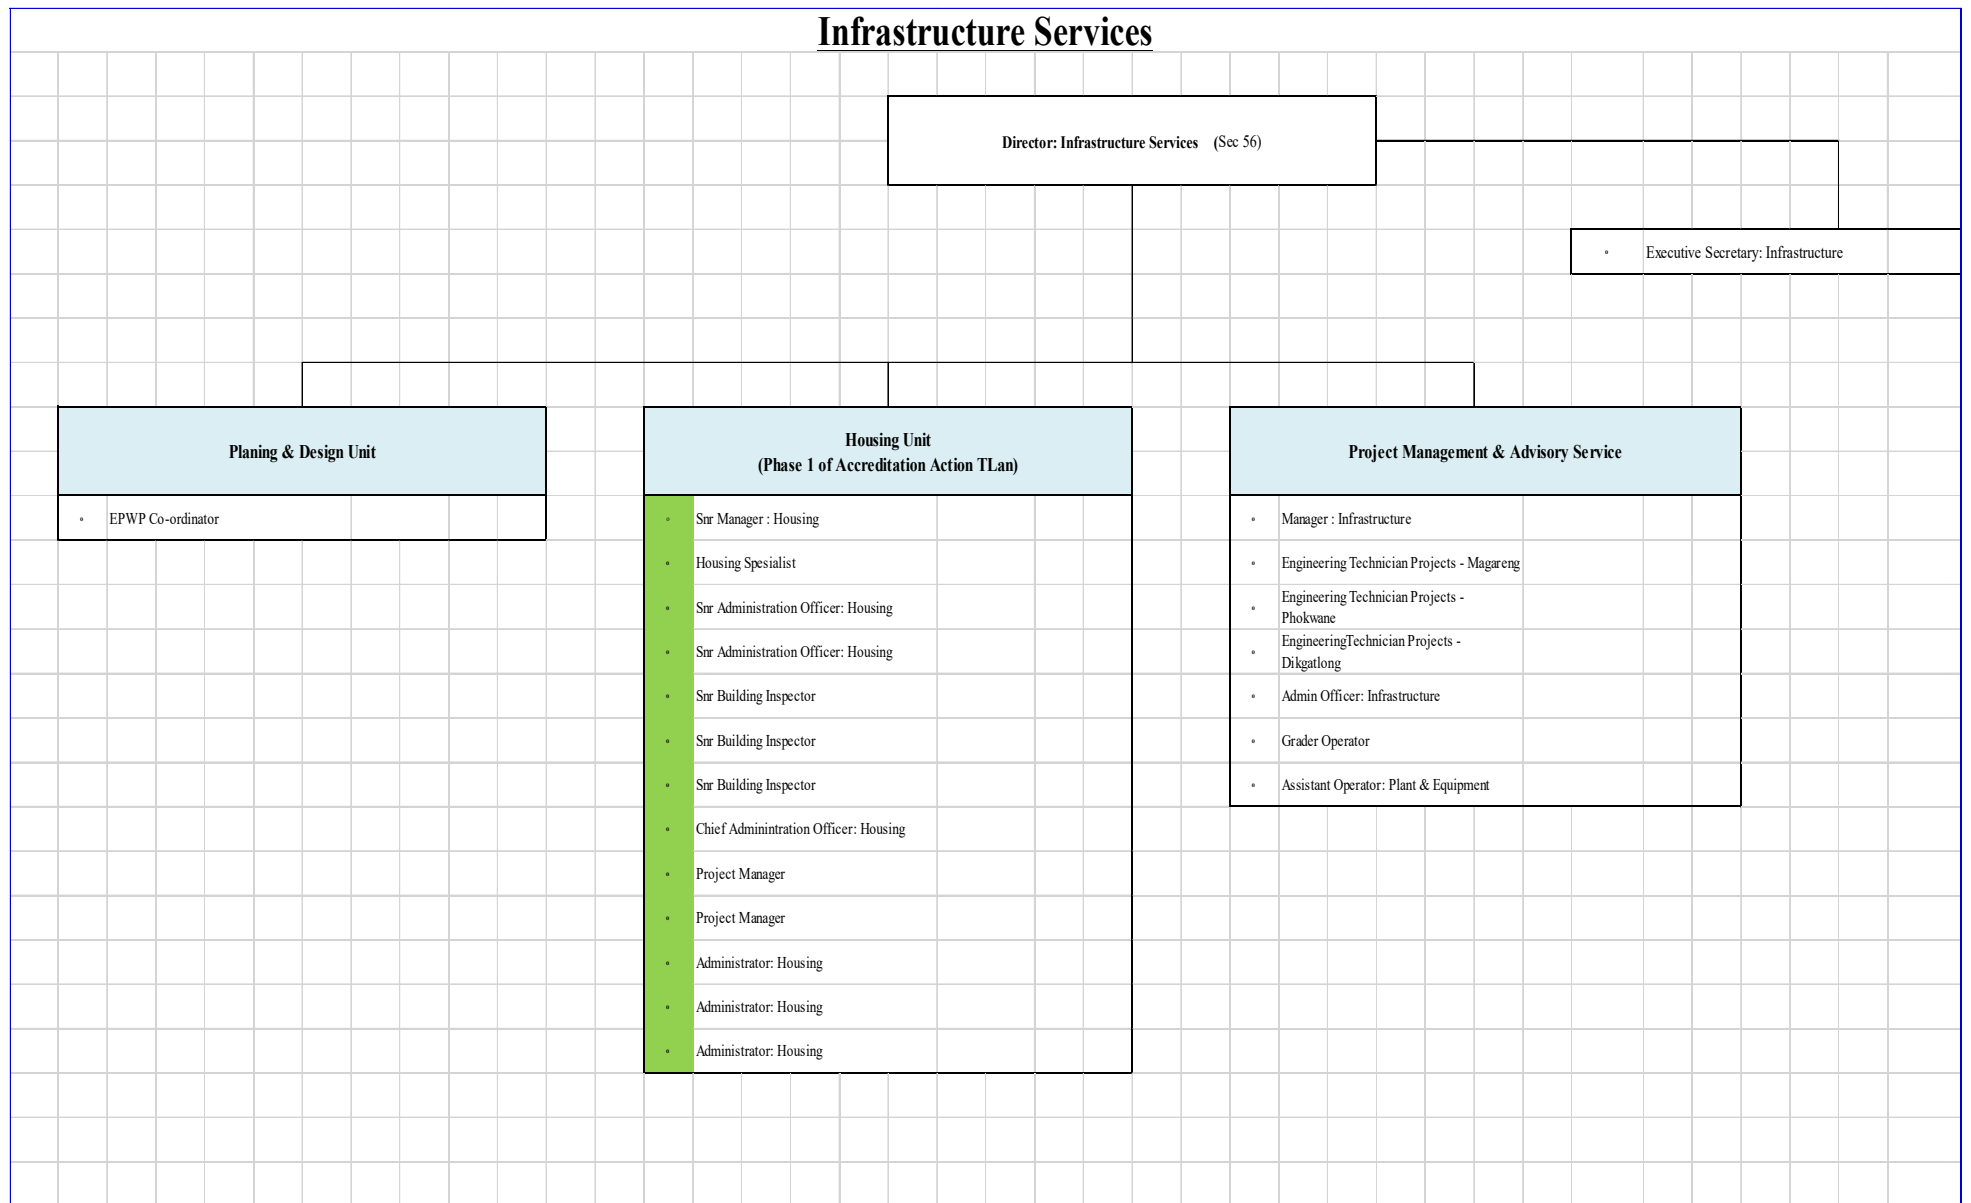 Infrastructure Services
Director: Infrastructure Services (Sec 56)
Executive Secretary: Infrastructure
Planing & Design Unit
EPWP Co-ordinator
Housing Unit
(Phase 1 of Accreditation Action TLan)
Snr Manager : Housing
Housing Spesialist
Snr Administration Officer: Housing
Snr Administration Officer: Housing
Snr Building Inspector
Snr Building Inspector
Snr Building Inspector
Chief Adminintration Officer: Housing
Project Manager
Project Manager
Administrator: Housing
Administrator: Housing
Administrator: Housing
Project Management & Advisory Service
Manager : Infrastructure
Engineering Technician Projects - Magareng
Engineering Technician Projects -
Phokwane
EngineeringTechnician Projects -
Dikgatlong
Admin Officer: Infrastructure
Grader Operator
Assistant Operator: Plant & Equipment